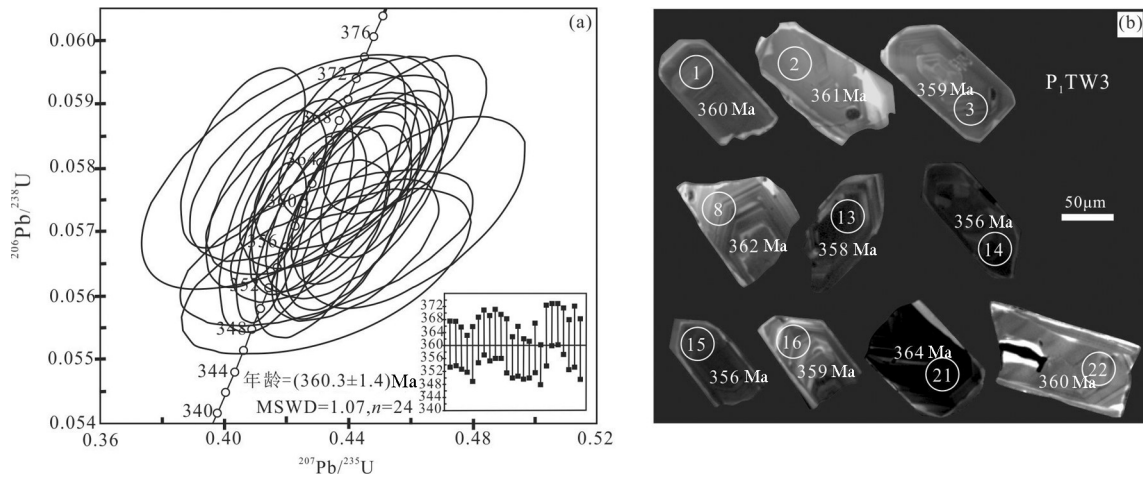 (a)
0.060
0.059
0.058
0.057
0.056
0.055
0.054
0.36
0.40
0.44
0.48
0.52
²⁰⁶Pb/²³⁸U
²⁰⁷Pb/²³⁵U
376
372
364
352
348
344
340
372
368
364
360
356
352
348
344
340
年龄=(360.3±1.4)Ma
MSWD=1.07,n=24
(b)
P₁TW3
1
360 Ma
2
361Ma
359 Ma
3
8
362 Ma
13
358 Ma
356 Ma
14
50μm
15
356 Ma
16
359 Ma
364 Ma
21
22
360 Ma